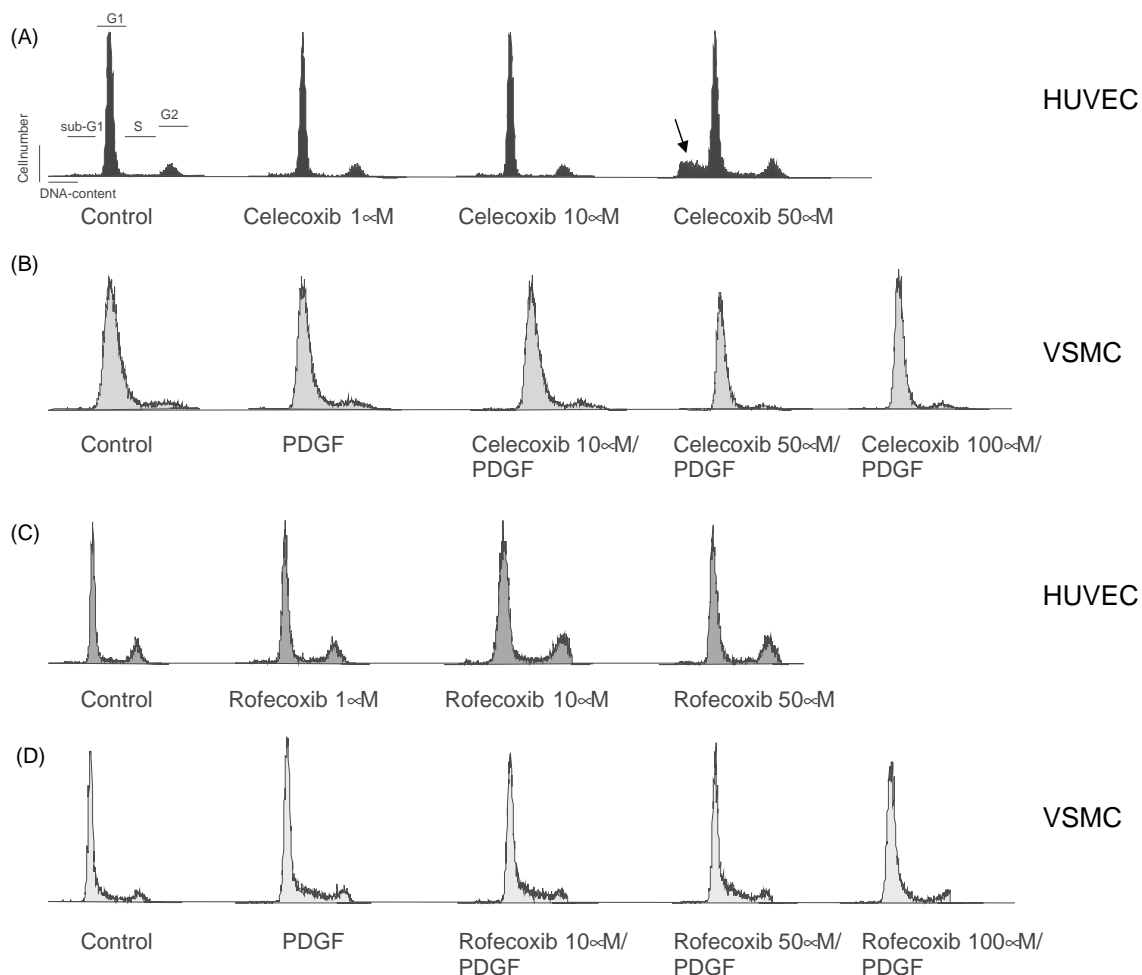 (A)
G1
sub-G1
S
G2
Cellnumber
DNA-content
HUVEC
Control
Celecoxib 1∝M
Celecoxib 10∝M
Celecoxib 50∝M
(B)
VSMC
Control
PDGF
Celecoxib 10∝M/
PDGF
Celecoxib 50∝M/
PDGF
Celecoxib 100∝M/
PDGF
(C)
HUVEC
Control
Rofecoxib 1∝M
Rofecoxib 10∝M
Rofecoxib 50∝M
(D)
VSMC
Control
PDGF
Rofecoxib 10∝M/
PDGF
Rofecoxib 50∝M/
PDGF
Rofecoxib 100∝M/
PDGF